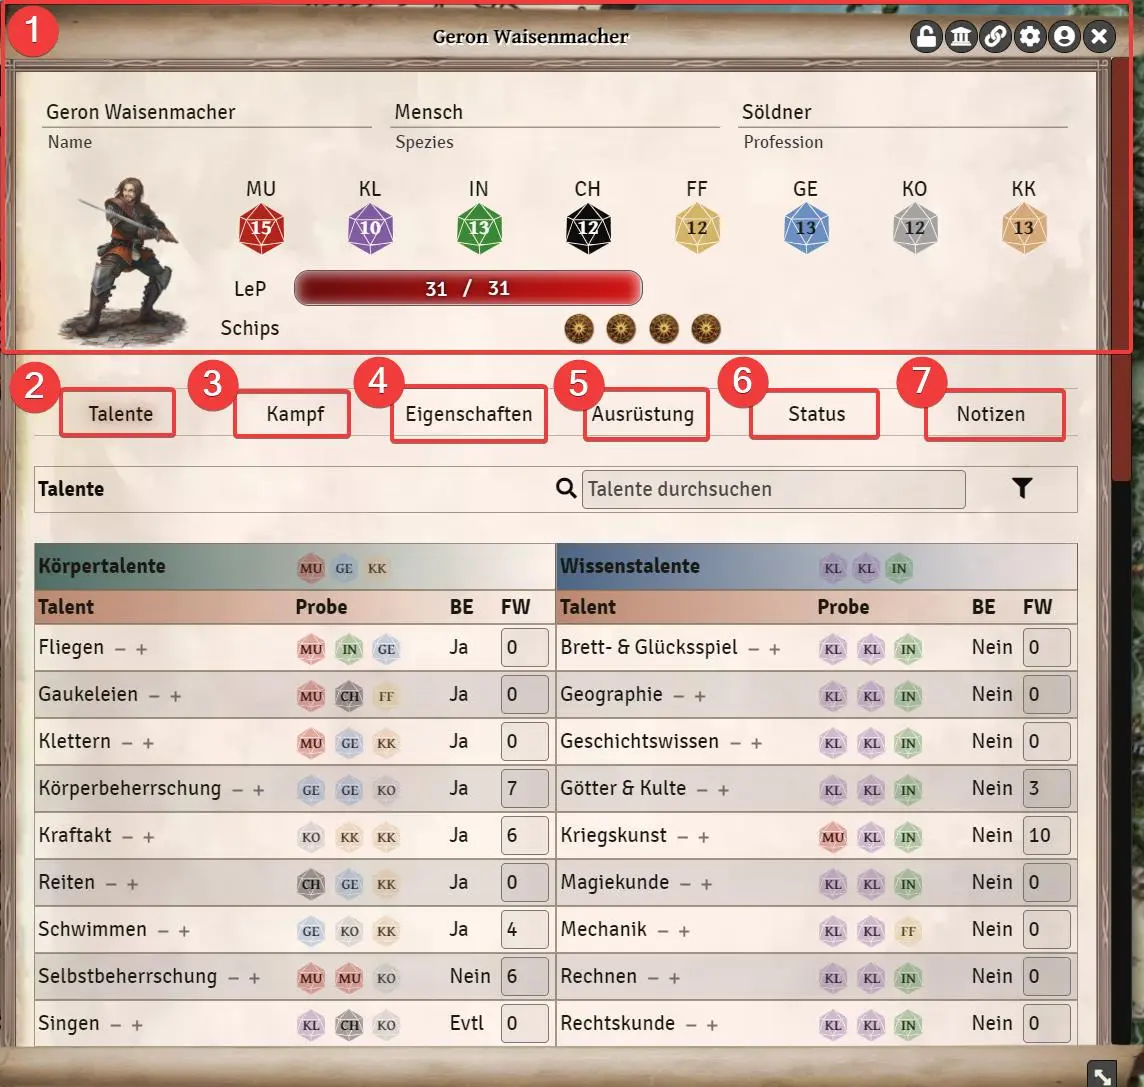 1
Geron Waisenmacher
Geron Waisenmacher Mensch Söldner
Name Spezies Profession
MU KL IN CH FF GE KO KK
15 10 13 12 12 13 12 13
LeP 31 / 31
Schips
2 3 4 5 6 7
Talente Kampf Eigenschaften Ausrüstung Status Notizen
Talente Talente durchsuchen
Körpertalente MU GE KK Wissenstalente KL KL IN
Talent Probe BE FW Talent Probe BE FW
Fliegen − + MU IN GE Ja 0 Brett- & Glücksspiel − + KL KL IN Nein 0
Gaukeleien − + MU CH FF Ja 0 Geographie − + KL KL IN Nein 0
Klettern − + MU GE KK Ja 0 Geschichtswissen − + KL KL IN Nein 0
Körperbeherrschung − + GE GE KO Ja 7 Götter & Kulte − + KL KL IN Nein 3
Kraftakt − + KO KK KK Ja 6 Kriegskunst − + MU KL IN Nein 10
Reiten − + CH GE KK Ja 0 Magiekunde − + KL KL IN Nein 0
Schwimmen − + GE KO KK Ja 4 Mechanik − + KL KL FF Nein 0
Selbstbeherrschung − + MU MU KO Nein 6 Rechnen − + KL KL IN Nein 0
Singen − + KL CH KO Evtl 0 Rechtskunde − + KL KL IN Nein 0